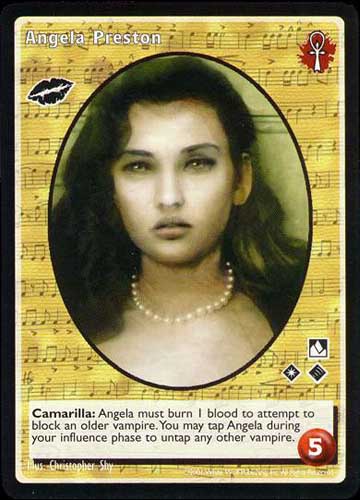 Angela Preston
Camarilla: Angela must burn 1 blood to attempt to
block an older vampire. You may tap Angela during
your influence phase to untap any other vampire.
5
Illus: Christopher Shy